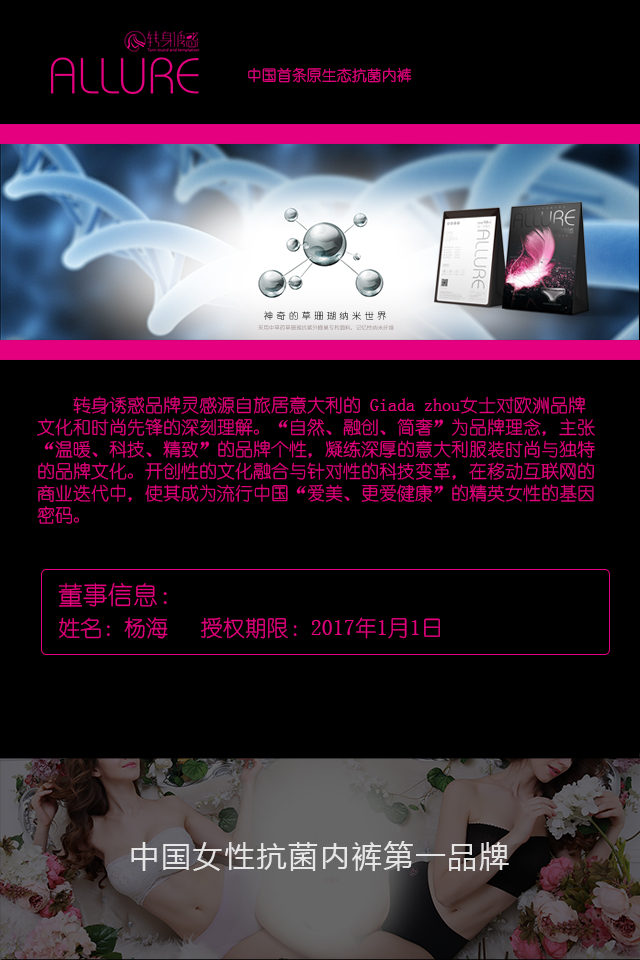 转身诱惑
ALLURE
中国首条原生态抗菌内裤
ALLURE
ALLURE
神奇的草珊瑚纳米世界
转身诱惑品牌灵感源自旅居意大利的 Giada zhou女士对欧洲品牌
文化和时尚先锋的深刻理解。“自然、融创、简奢”为品牌理念，主张
“温暖、科技、精致”的品牌个性，凝练深厚的意大利服装时尚与独特
的品牌文化。开创性的文化融合与针对性的科技变革，在移动互联网的
商业迭代中，使其成为流行中国“爱美、更爱健康”的精英女性的基因
密码。
董事信息：
姓名：杨海 授权期限：2017年1月1日
中国女性抗菌内裤第一品牌